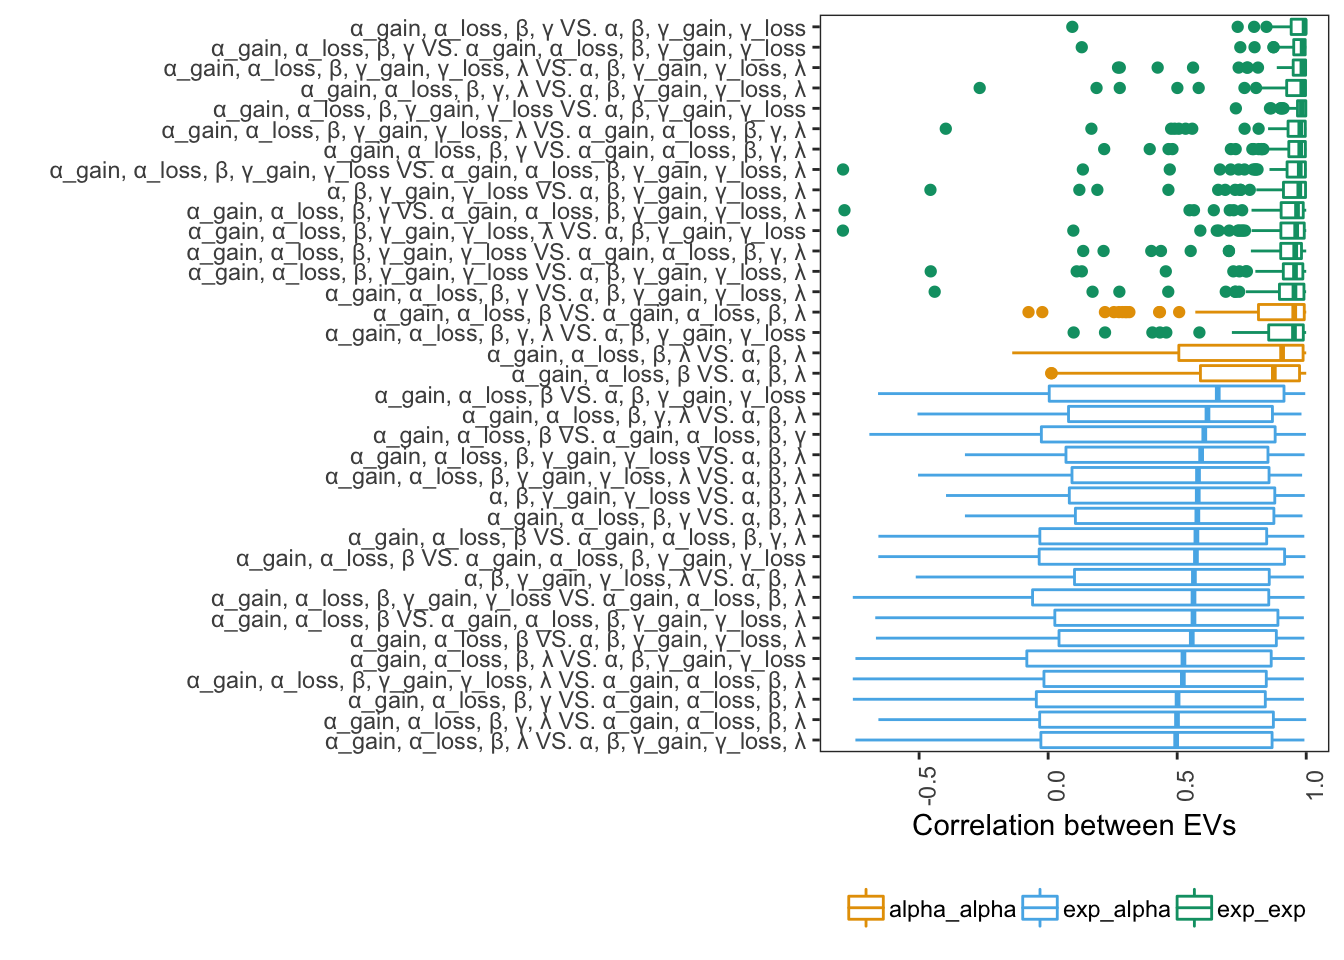 α_gain, α_loss, β, γ VS. α, β, γ_gain, γ_loss
α_gain, α_loss, β, γ VS. α_gain, α_loss, β, γ_gain, γ_loss
α_gain, α_loss, β, γ_gain, γ_loss, λ VS. α, β, γ_gain, γ_loss, λ
α_gain, α_loss, β, γ, λ VS. α, β, γ_gain, γ_loss, λ
α_gain, α_loss, β, γ_gain, γ_loss VS. α, β, γ_gain, γ_loss
α_gain, α_loss, β, γ_gain, γ_loss, λ VS. α_gain, α_loss, β, γ, λ
α_gain, α_loss, β, γ VS. α_gain, α_loss, β, γ, λ
α_gain, α_loss, β, γ_gain, γ_loss VS. α_gain, α_loss, β, γ_gain, γ_loss, λ
α, β, γ_gain, γ_loss VS. α, β, γ_gain, γ_loss, λ
α_gain, α_loss, β, γ VS. α_gain, α_loss, β, γ_gain, γ_loss, λ
α_gain, α_loss, β, γ_gain, γ_loss, λ VS. α, β, γ_gain, γ_loss
α_gain, α_loss, β, γ_gain, γ_loss VS. α_gain, α_loss, β, γ, λ
α_gain, α_loss, β, γ_gain, γ_loss VS. α, β, γ_gain, γ_loss, λ
α_gain, α_loss, β, γ VS. α, β, γ_gain, γ_loss, λ
α_gain, α_loss, β VS. α_gain, α_loss, β, λ
α_gain, α_loss, β, γ, λ VS. α, β, γ_gain, γ_loss
α_gain, α_loss, β, λ VS. α, β, λ
α_gain, α_loss, β VS. α, β, λ
α_gain, α_loss, β VS. α, β, γ_gain, γ_loss
α_gain, α_loss, β, γ, λ VS. α, β, λ
α_gain, α_loss, β VS. α_gain, α_loss, β, γ
α_gain, α_loss, β, γ_gain, γ_loss VS. α, β, λ
α_gain, α_loss, β, γ_gain, γ_loss, λ VS. α, β, λ
α, β, γ_gain, γ_loss VS. α, β, λ
α_gain, α_loss, β, γ VS. α, β, λ
α_gain, α_loss, β VS. α_gain, α_loss, β, γ, λ
α_gain, α_loss, β VS. α_gain, α_loss, β, γ_gain, γ_loss
α, β, γ_gain, γ_loss, λ VS. α, β, λ
α_gain, α_loss, β, γ_gain, γ_loss VS. α_gain, α_loss, β, λ
α_gain, α_loss, β VS. α_gain, α_loss, β, γ_gain, γ_loss, λ
α_gain, α_loss, β VS. α, β, γ_gain, γ_loss, λ
α_gain, α_loss, β, λ VS. α, β, γ_gain, γ_loss
α_gain, α_loss, β, γ_gain, γ_loss, λ VS. α_gain, α_loss, β, λ
α_gain, α_loss, β, γ VS. α_gain, α_loss, β, λ
α_gain, α_loss, β, γ, λ VS. α_gain, α_loss, β, λ
α_gain, α_loss, β, λ VS. α, β, γ_gain, γ_loss, λ
-0.5 0.0 0.5 1.0
Correlation between EVs
alpha_alpha exp_alpha exp_exp